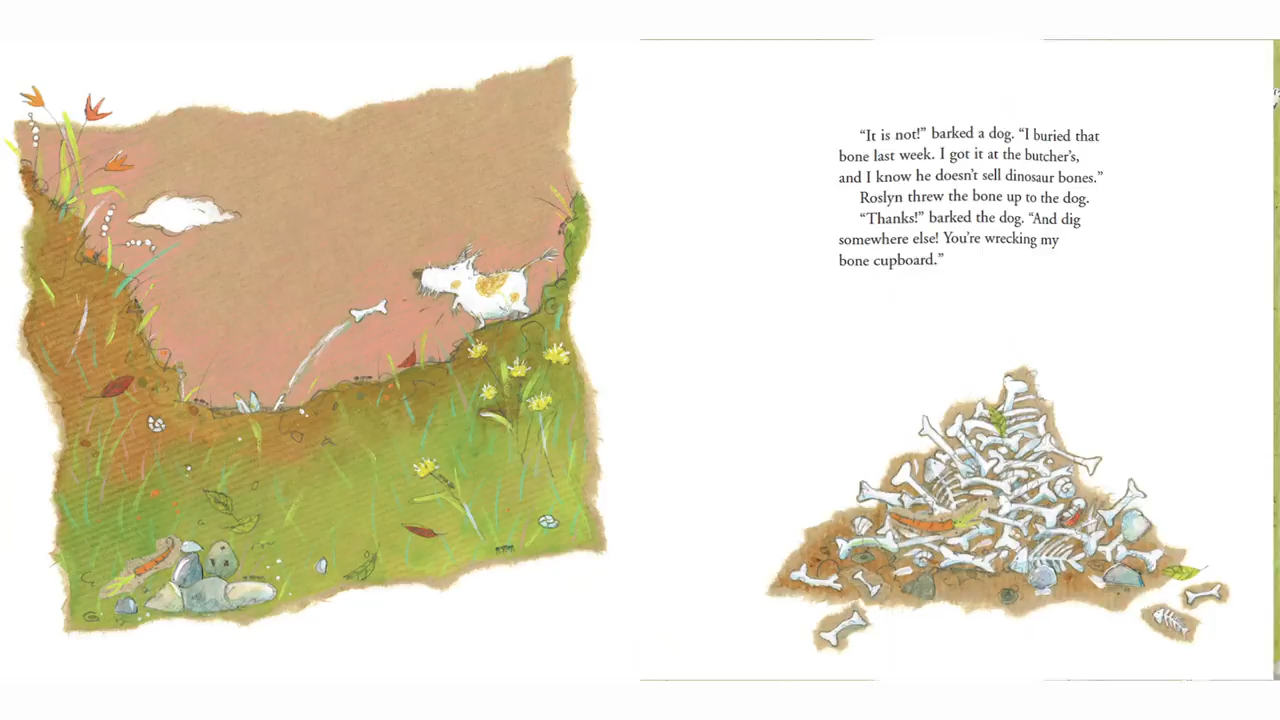 “It is not!” barked a dog. “I buried that
bone last week. I got it at the butcher’s,
and I know he doesn’t sell dinosaur bones.”
Roslyn threw the bone up to the dog.
“Thanks!” barked the dog. “And dig
somewhere else! You’re wrecking my
bone cupboard.”